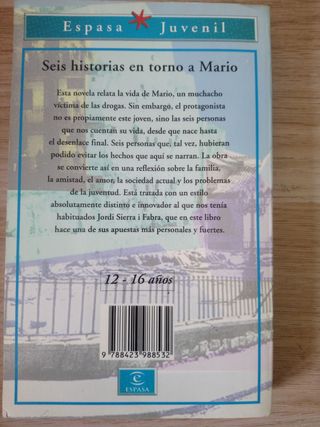 Espasa Juvenil
Seis historias en torno a Mario
Esta novela relata la vida de Mario, un muchacho
víctima de las drogas. Sin embargo, el protagonista
no es propiamente este joven, sino las seis personas
que nos cuentan su vida, desde que nace hasta
el desenlace final. Seis personas que, tal vez, hubieran
podido evitar los hechos que aquí se narran. La obra
se convierte así en una reflexión sobre la familia,
la amistad, el amor, la sociedad actual y los problemas
de la juventud. Está tratada con un estilo
absolutamente distinto e innovador al que nos tenía
habituados Jordi Sierra i Fabra, que en este libro
hace una de sus apuestas más personales y fuertes.
12 - 16 años
9 788423 988532
ESPASA